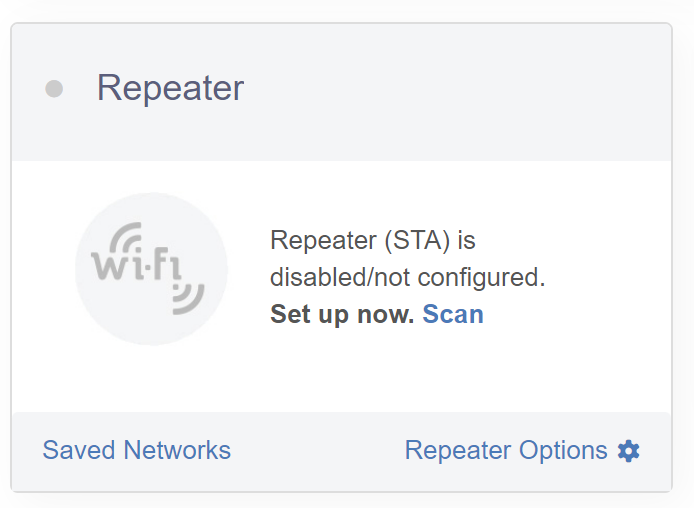 Repeater
Wi-Fi
Repeater (STA) is
disabled/not configured.
Set up now. Scan
Saved Networks
Repeater Options